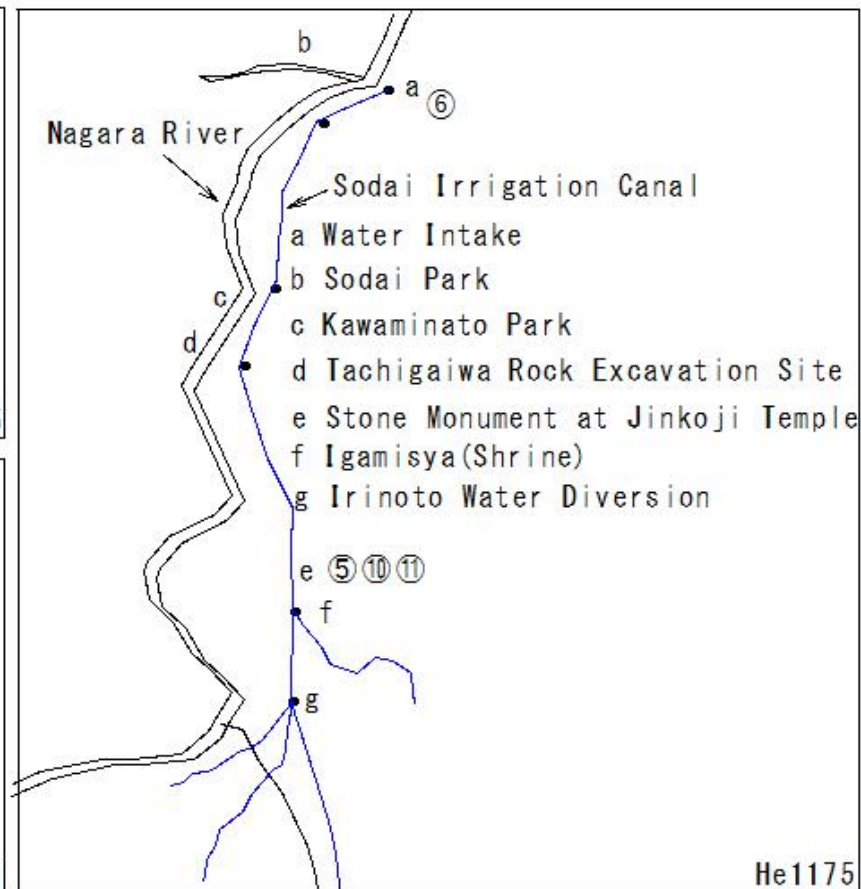 b
a ⑥
Nagara River
Sodai Irrigation Canal
a Water Intake
b Sodai Park
c
c Kawaminato Park
d
d Tachigaiwa Rock Excavation Site
e Stone Monument at Jinkoji Temple
f Igamisya(Shrine)
g Irinoto Water Diversion
e ⑤⑩⑪
f
g
He1175